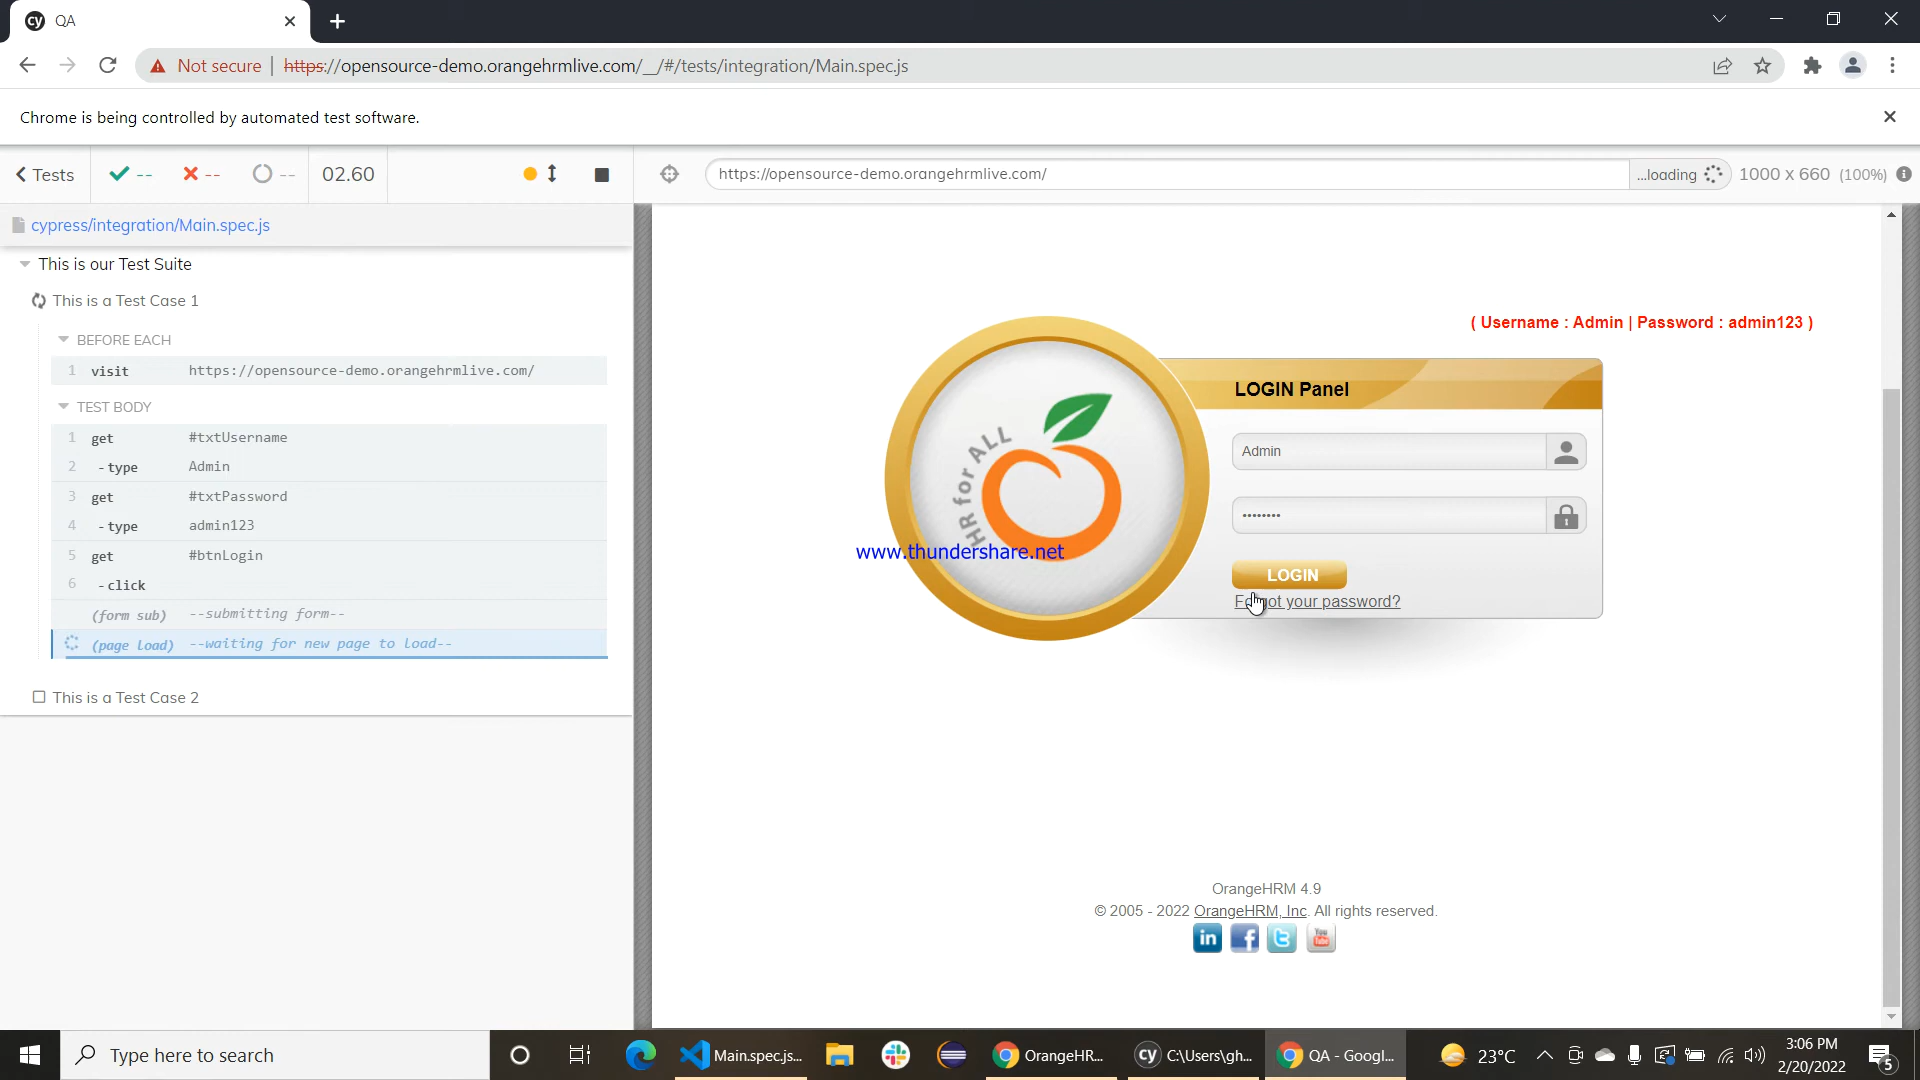 QA
Not secure | https://opensource-demo.orangehrmlive.com/__/#/tests/integration/Main.spec.js
Chrome is being controlled by automated test software.
Tests -- -- -- 02.60
https://opensource-demo.orangehrmlive.com/ ...loading 1000 x 660 (100%)
cypress/integration/Main.spec.js
This is our Test Suite
This is a Test Case 1
BEFORE EACH
1 visit https://opensource-demo.orangehrmlive.com/
TEST BODY
1 get #txtUsername
2 -type Admin
3 get #txtPassword
4 -type admin123
5 get #btnLogin
6 -click
(form sub) --submitting form--
(page load) --waiting for new page to load--
This is a Test Case 2
( Username : Admin | Password : admin123 )
LOGIN Panel
HR for ALL
Admin
••••••••
www.thundershare.net
LOGIN
Forgot your password?
OrangeHRM 4.9
© 2005 - 2022 OrangeHRM, Inc. All rights reserved.
in f t You Tube
Type here to search
Main.spec.js...
OrangeHR...
cy C:\Users\gh...
QA - Googl...
23°C
3:06 PM
2/20/2022
5